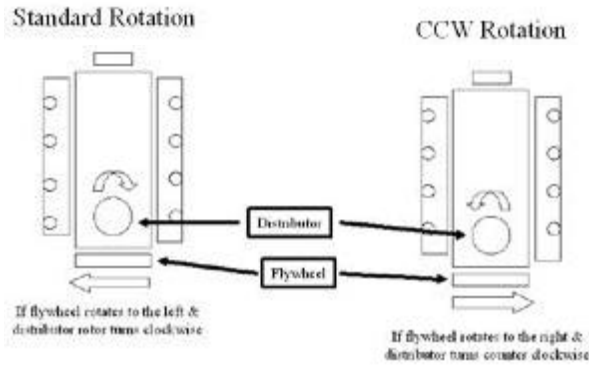 Standard Rotation
CCW Rotation
Distributor
Flywheel
If flywheel rotates to the left &
distributor rotor turns clockwise
If flywheel rotates to the right &
distributor turns counter clockwise